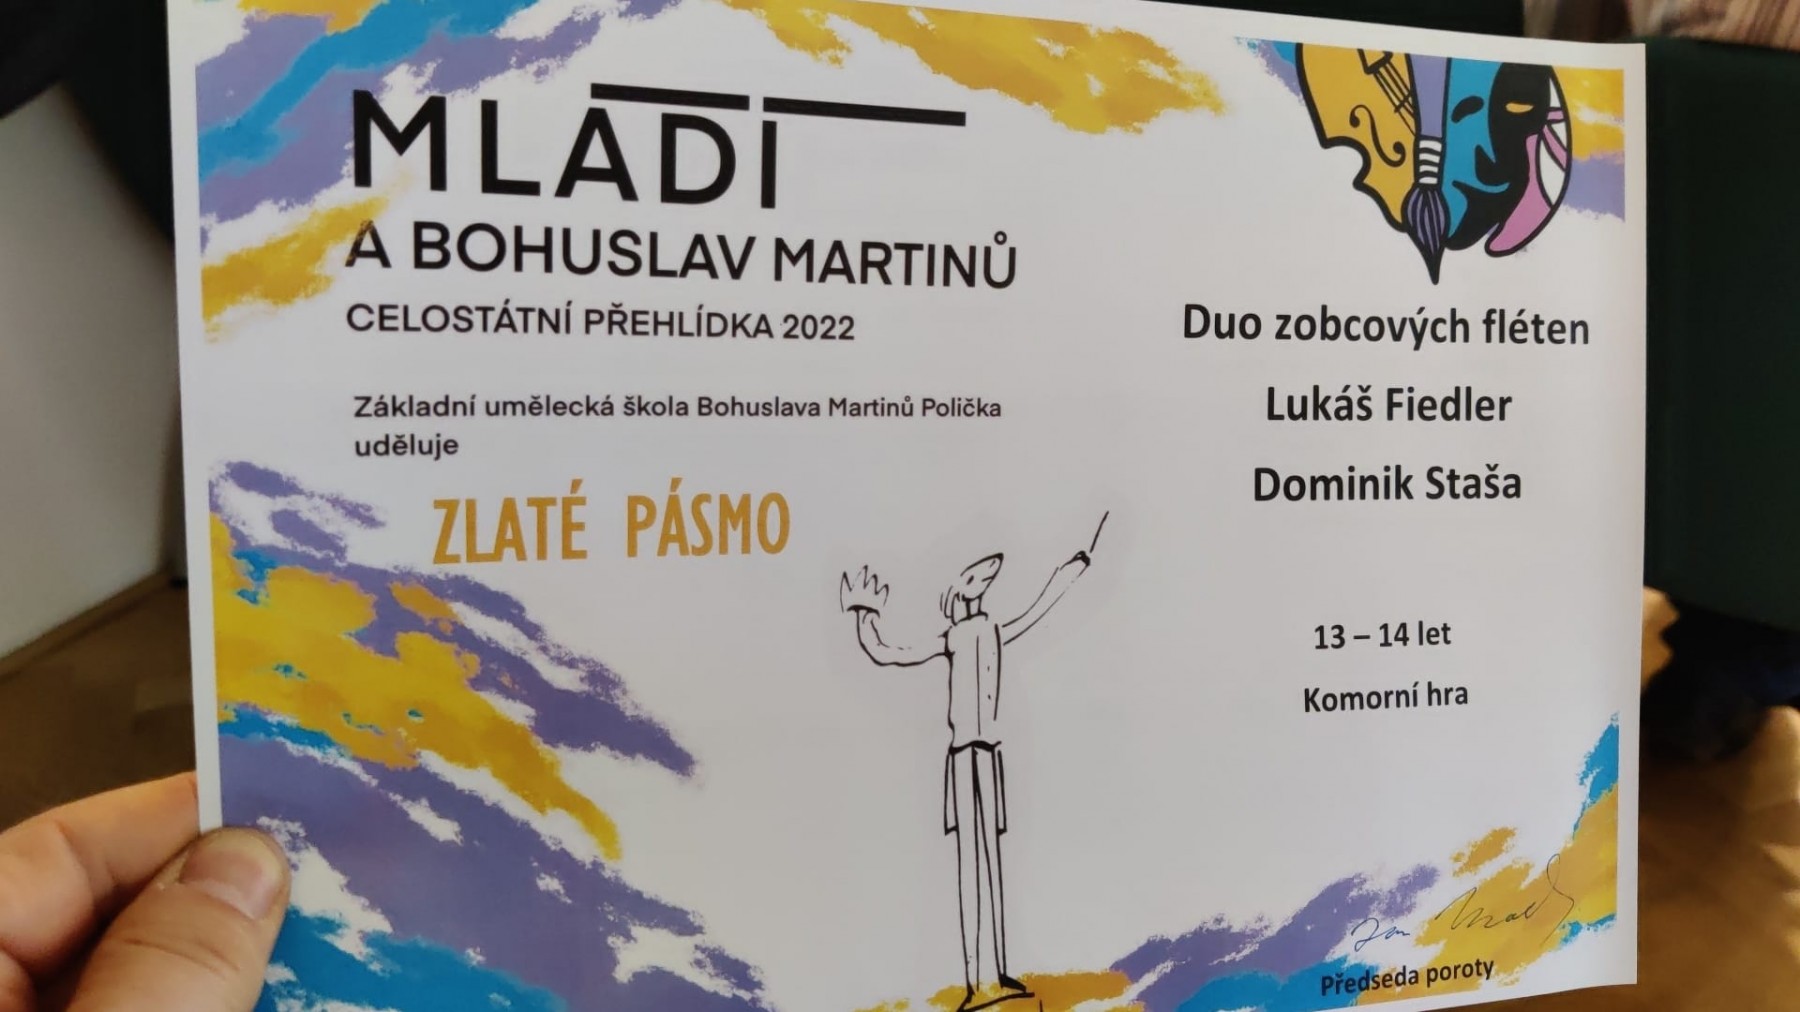 MLADÍ
A BOHUSLAV MARTINŮ
CELOSTÁTNÍ PŘEHLÍDKA 2022
Základní umělecká škola Bohuslava Martinů Polička
uděluje
ZLATÉ PÁSMO
Duo zobcových fléten
Lukáš Fiedler
Dominik Staša
13 – 14 let
Komorní hra
Předseda poroty